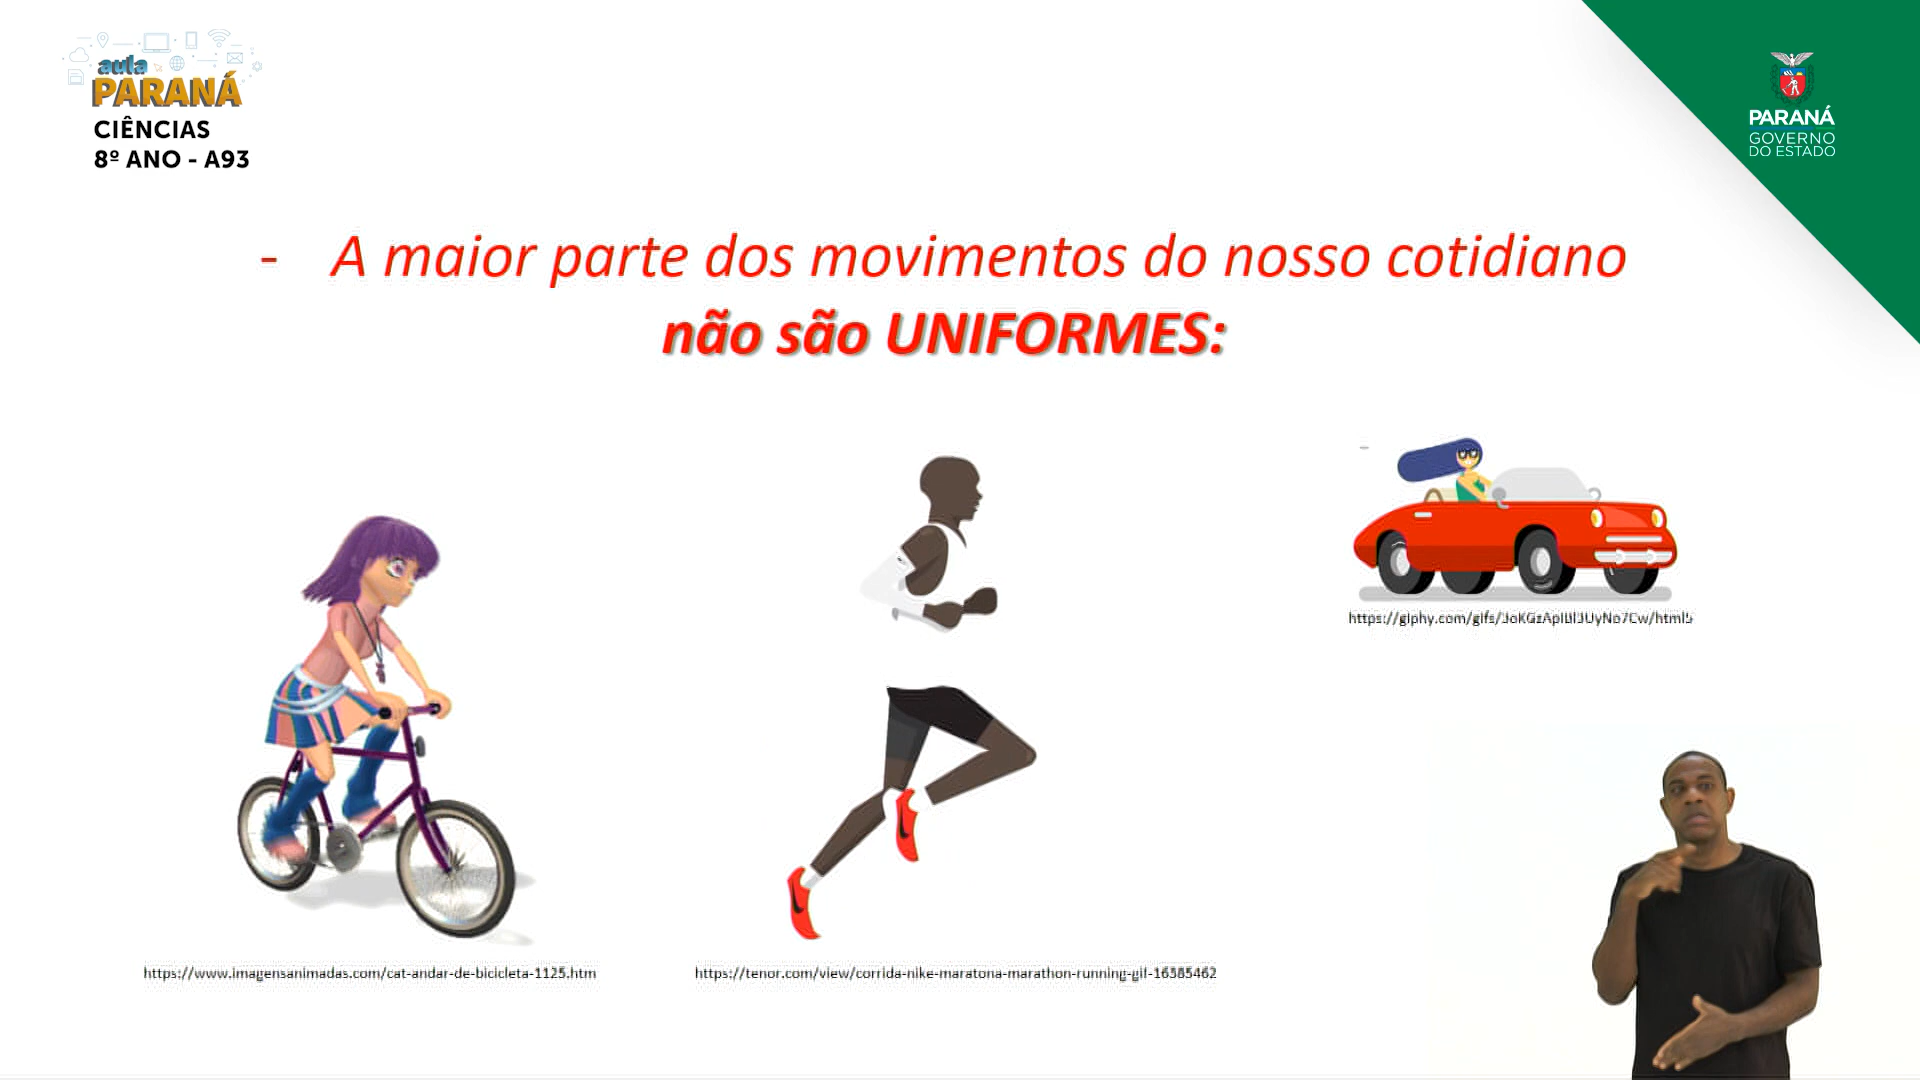 aula
PARANÁ
CIÊNCIAS
8º ANO - A93
PARANÁ
GOVERNO
DO ESTADO
- A maior parte dos movimentos do nosso cotidiano
não são UNIFORMES:
https://www.imagensanimadas.com/cat-andar-de-bicicleta-1125.htm
https://tenor.com/view/corrida-nike-maratona-marathon-running-gif-16385462